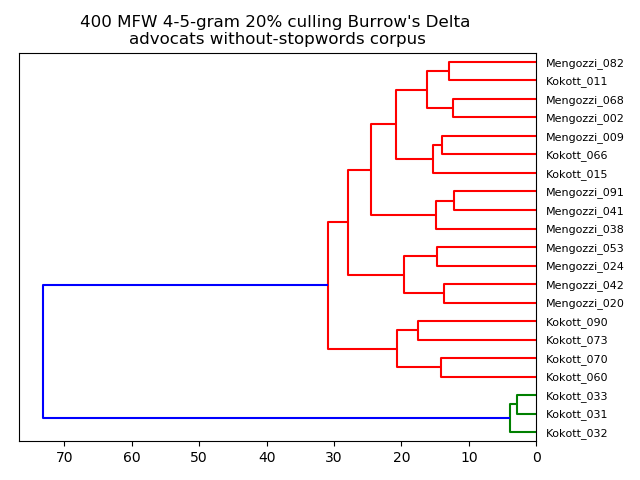 400 MFW 4-5-gram 20% culling Burrow's Delta
advocats without-stopwords corpus
Mengozzi_082
Kokott_011
Mengozzi_068
Mengozzi_002
Mengozzi_009
Kokott_066
Kokott_015
Mengozzi_091
Mengozzi_041
Mengozzi_038
Mengozzi_053
Mengozzi_024
Mengozzi_042
Mengozzi_020
Kokott_090
Kokott_073
Kokott_070
Kokott_060
Kokott_033
Kokott_031
Kokott_032
70 60 50 40 30 20 10 0